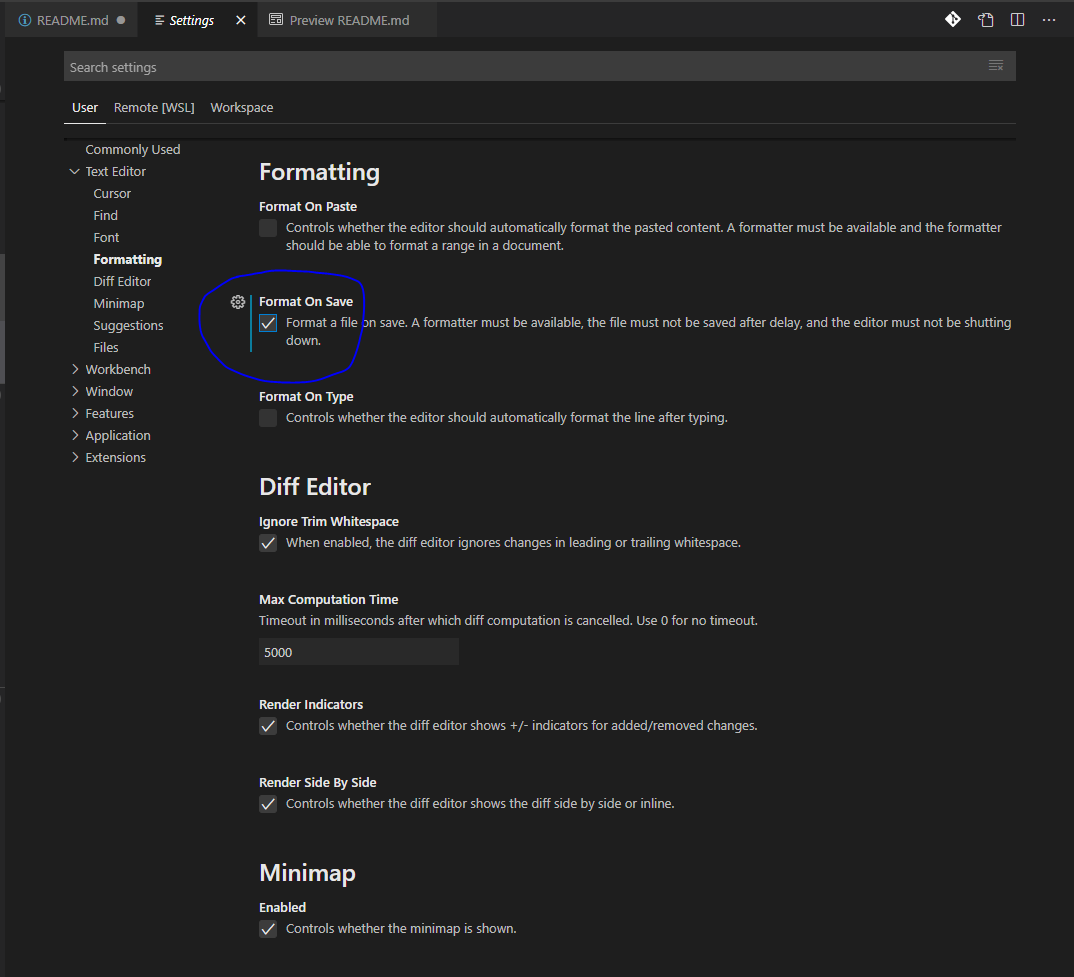 README.md
Settings
Preview README.md
Search settings
User Remote [WSL] Workspace
Commonly Used
Text Editor
Cursor
Find
Font
Formatting
Diff Editor
Minimap
Suggestions
Files
Workbench
Window
Features
Application
Extensions
Formatting
Format On Paste
Controls whether the editor should automatically format the pasted content. A formatter must be available and the formatter
should be able to format a range in a document.
Format On Save
Format a file on save. A formatter must be available, the file must not be saved after delay, and the editor must not be shutting
down.
Format On Type
Controls whether the editor should automatically format the line after typing.
Diff Editor
Ignore Trim Whitespace
When enabled, the diff editor ignores changes in leading or trailing whitespace.
Max Computation Time
Timeout in milliseconds after which diff computation is cancelled. Use 0 for no timeout.
5000
Render Indicators
Controls whether the diff editor shows +/- indicators for added/removed changes.
Render Side By Side
Controls whether the diff editor shows the diff side by side or inline.
Minimap
Enabled
Controls whether the minimap is shown.